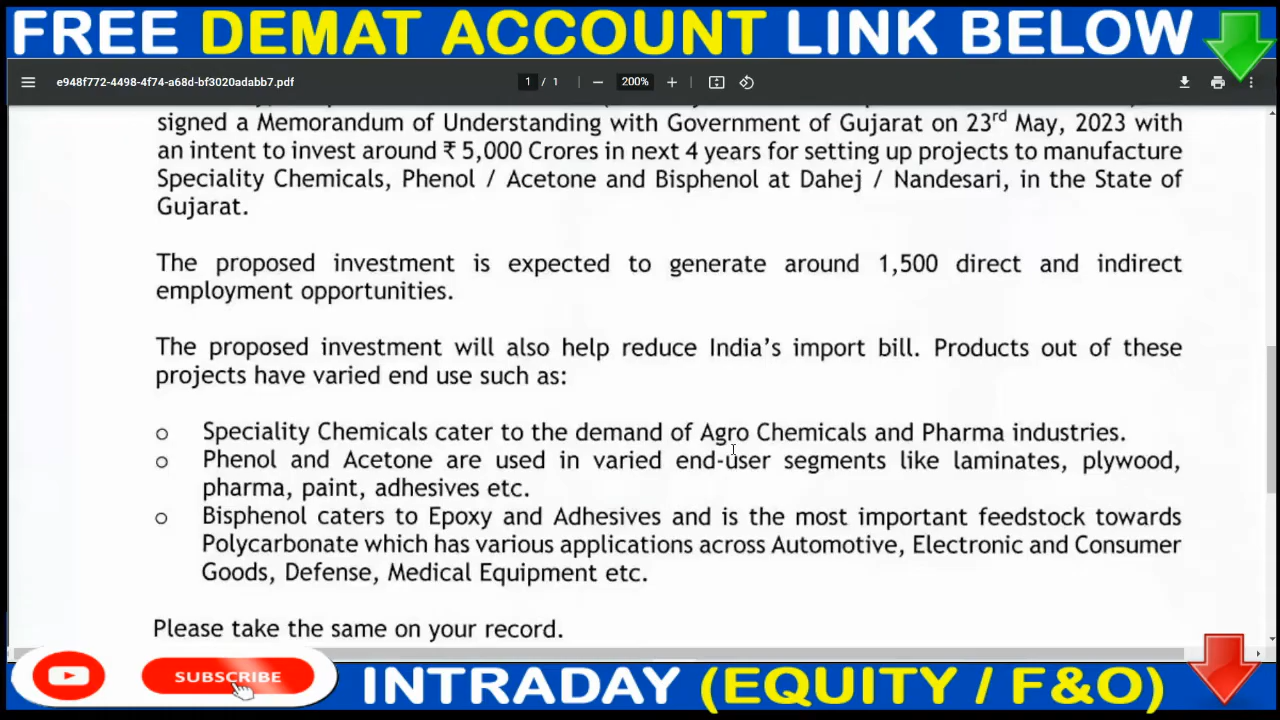 FREE DEMAT ACCOUNT LINK BELOW
e948f772-4498-4f74-a68d-bf3020adabb7.pdf
1 / 1
200%
signed a Memorandum of Understanding with Government of Gujarat on 23rd May, 2023 with
an intent to invest around ₹ 5,000 Crores in next 4 years for setting up projects to manufacture
Speciality Chemicals, Phenol / Acetone and Bisphenol at Dahej / Nandesari, in the State of
Gujarat.
The proposed investment is expected to generate around 1,500 direct and indirect
employment opportunities.
The proposed investment will also help reduce India's import bill. Products out of these
projects have varied end use such as:
o Speciality Chemicals cater to the demand of Agro Chemicals and Pharma industries.
o Phenol and Acetone are used in varied end-user segments like laminates, plywood,
pharma, paint, adhesives etc.
o Bisphenol caters to Epoxy and Adhesives and is the most important feedstock towards
Polycarbonate which has various applications across Automotive, Electronic and Consumer
Goods, Defense, Medical Equipment etc.
Please take the same on your record.
SUBSCRIBE
INTRADAY (EQUITY / F&O)